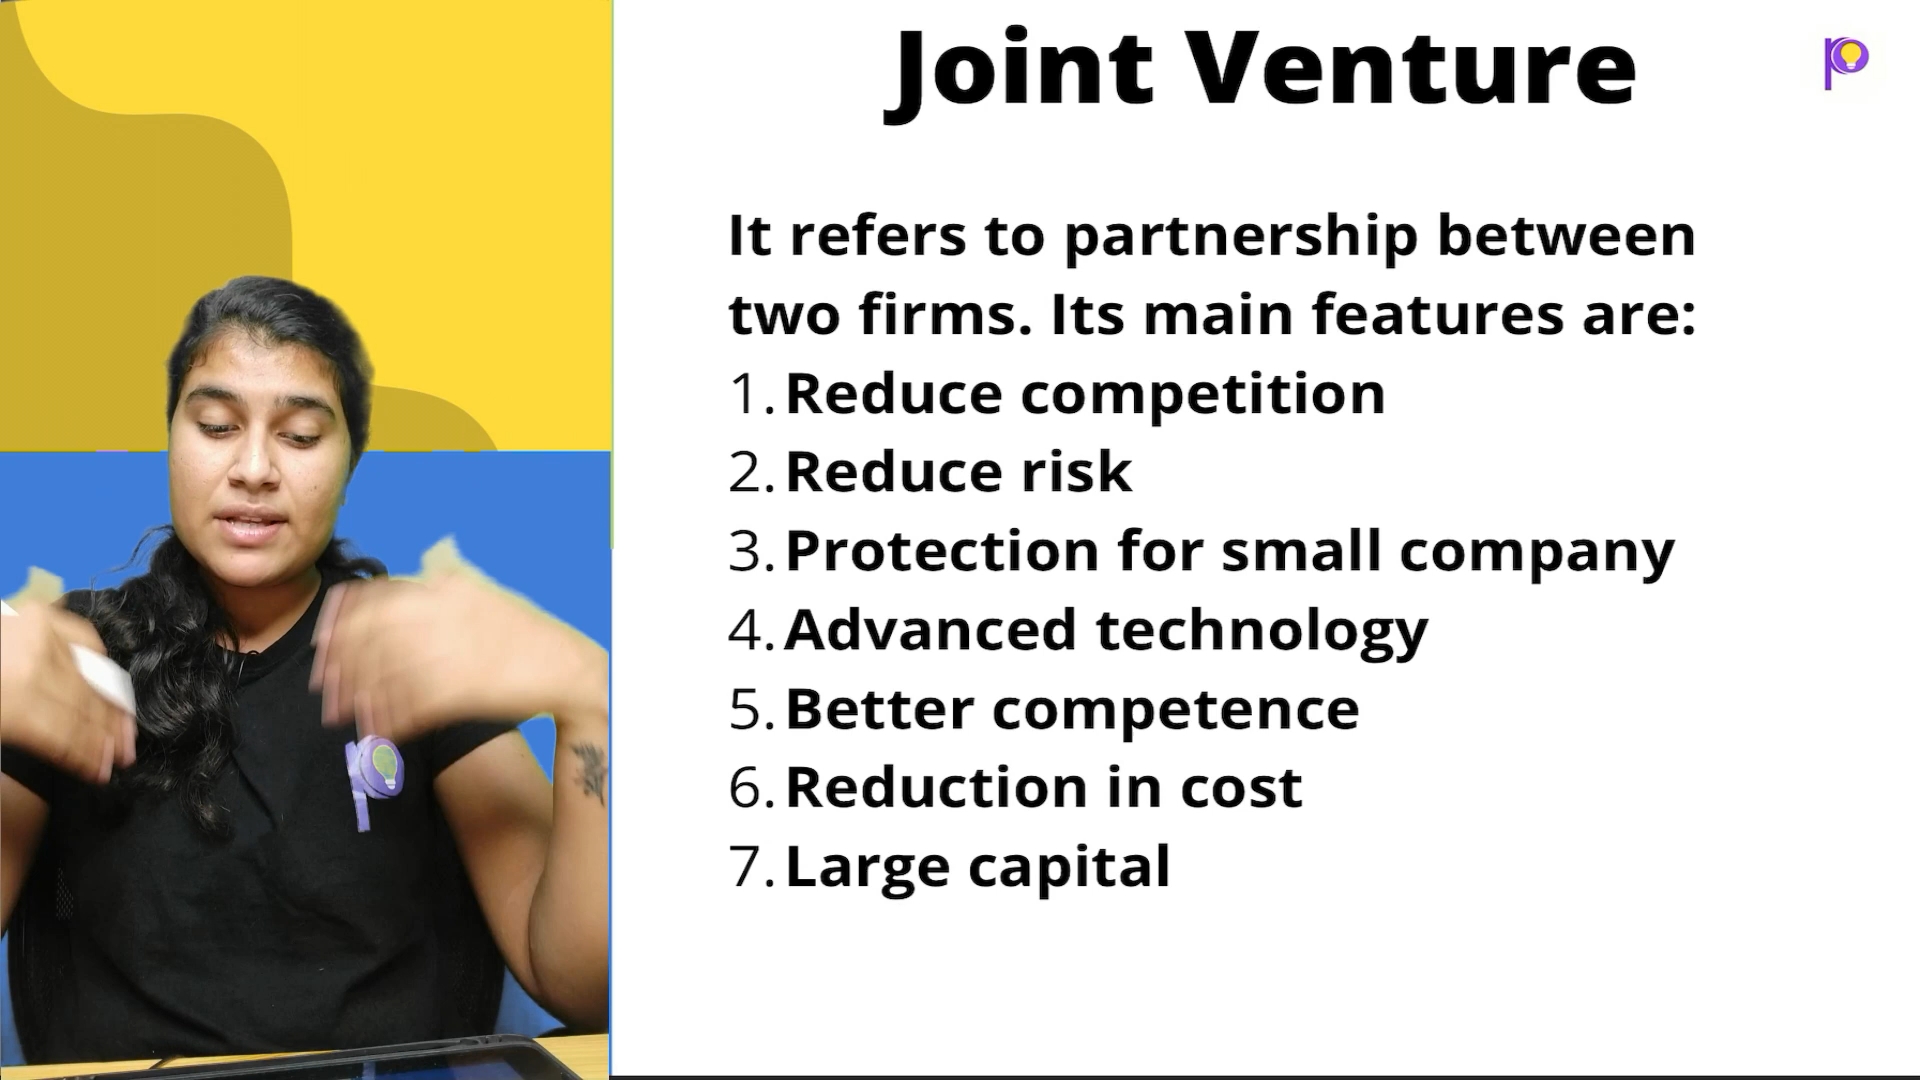 Joint Venture
It refers to partnership between
two firms. Its main features are:
1. Reduce competition
2. Reduce risk
3. Protection for small company
4. Advanced technology
5. Better competence
6. Reduction in cost
7. Large capital